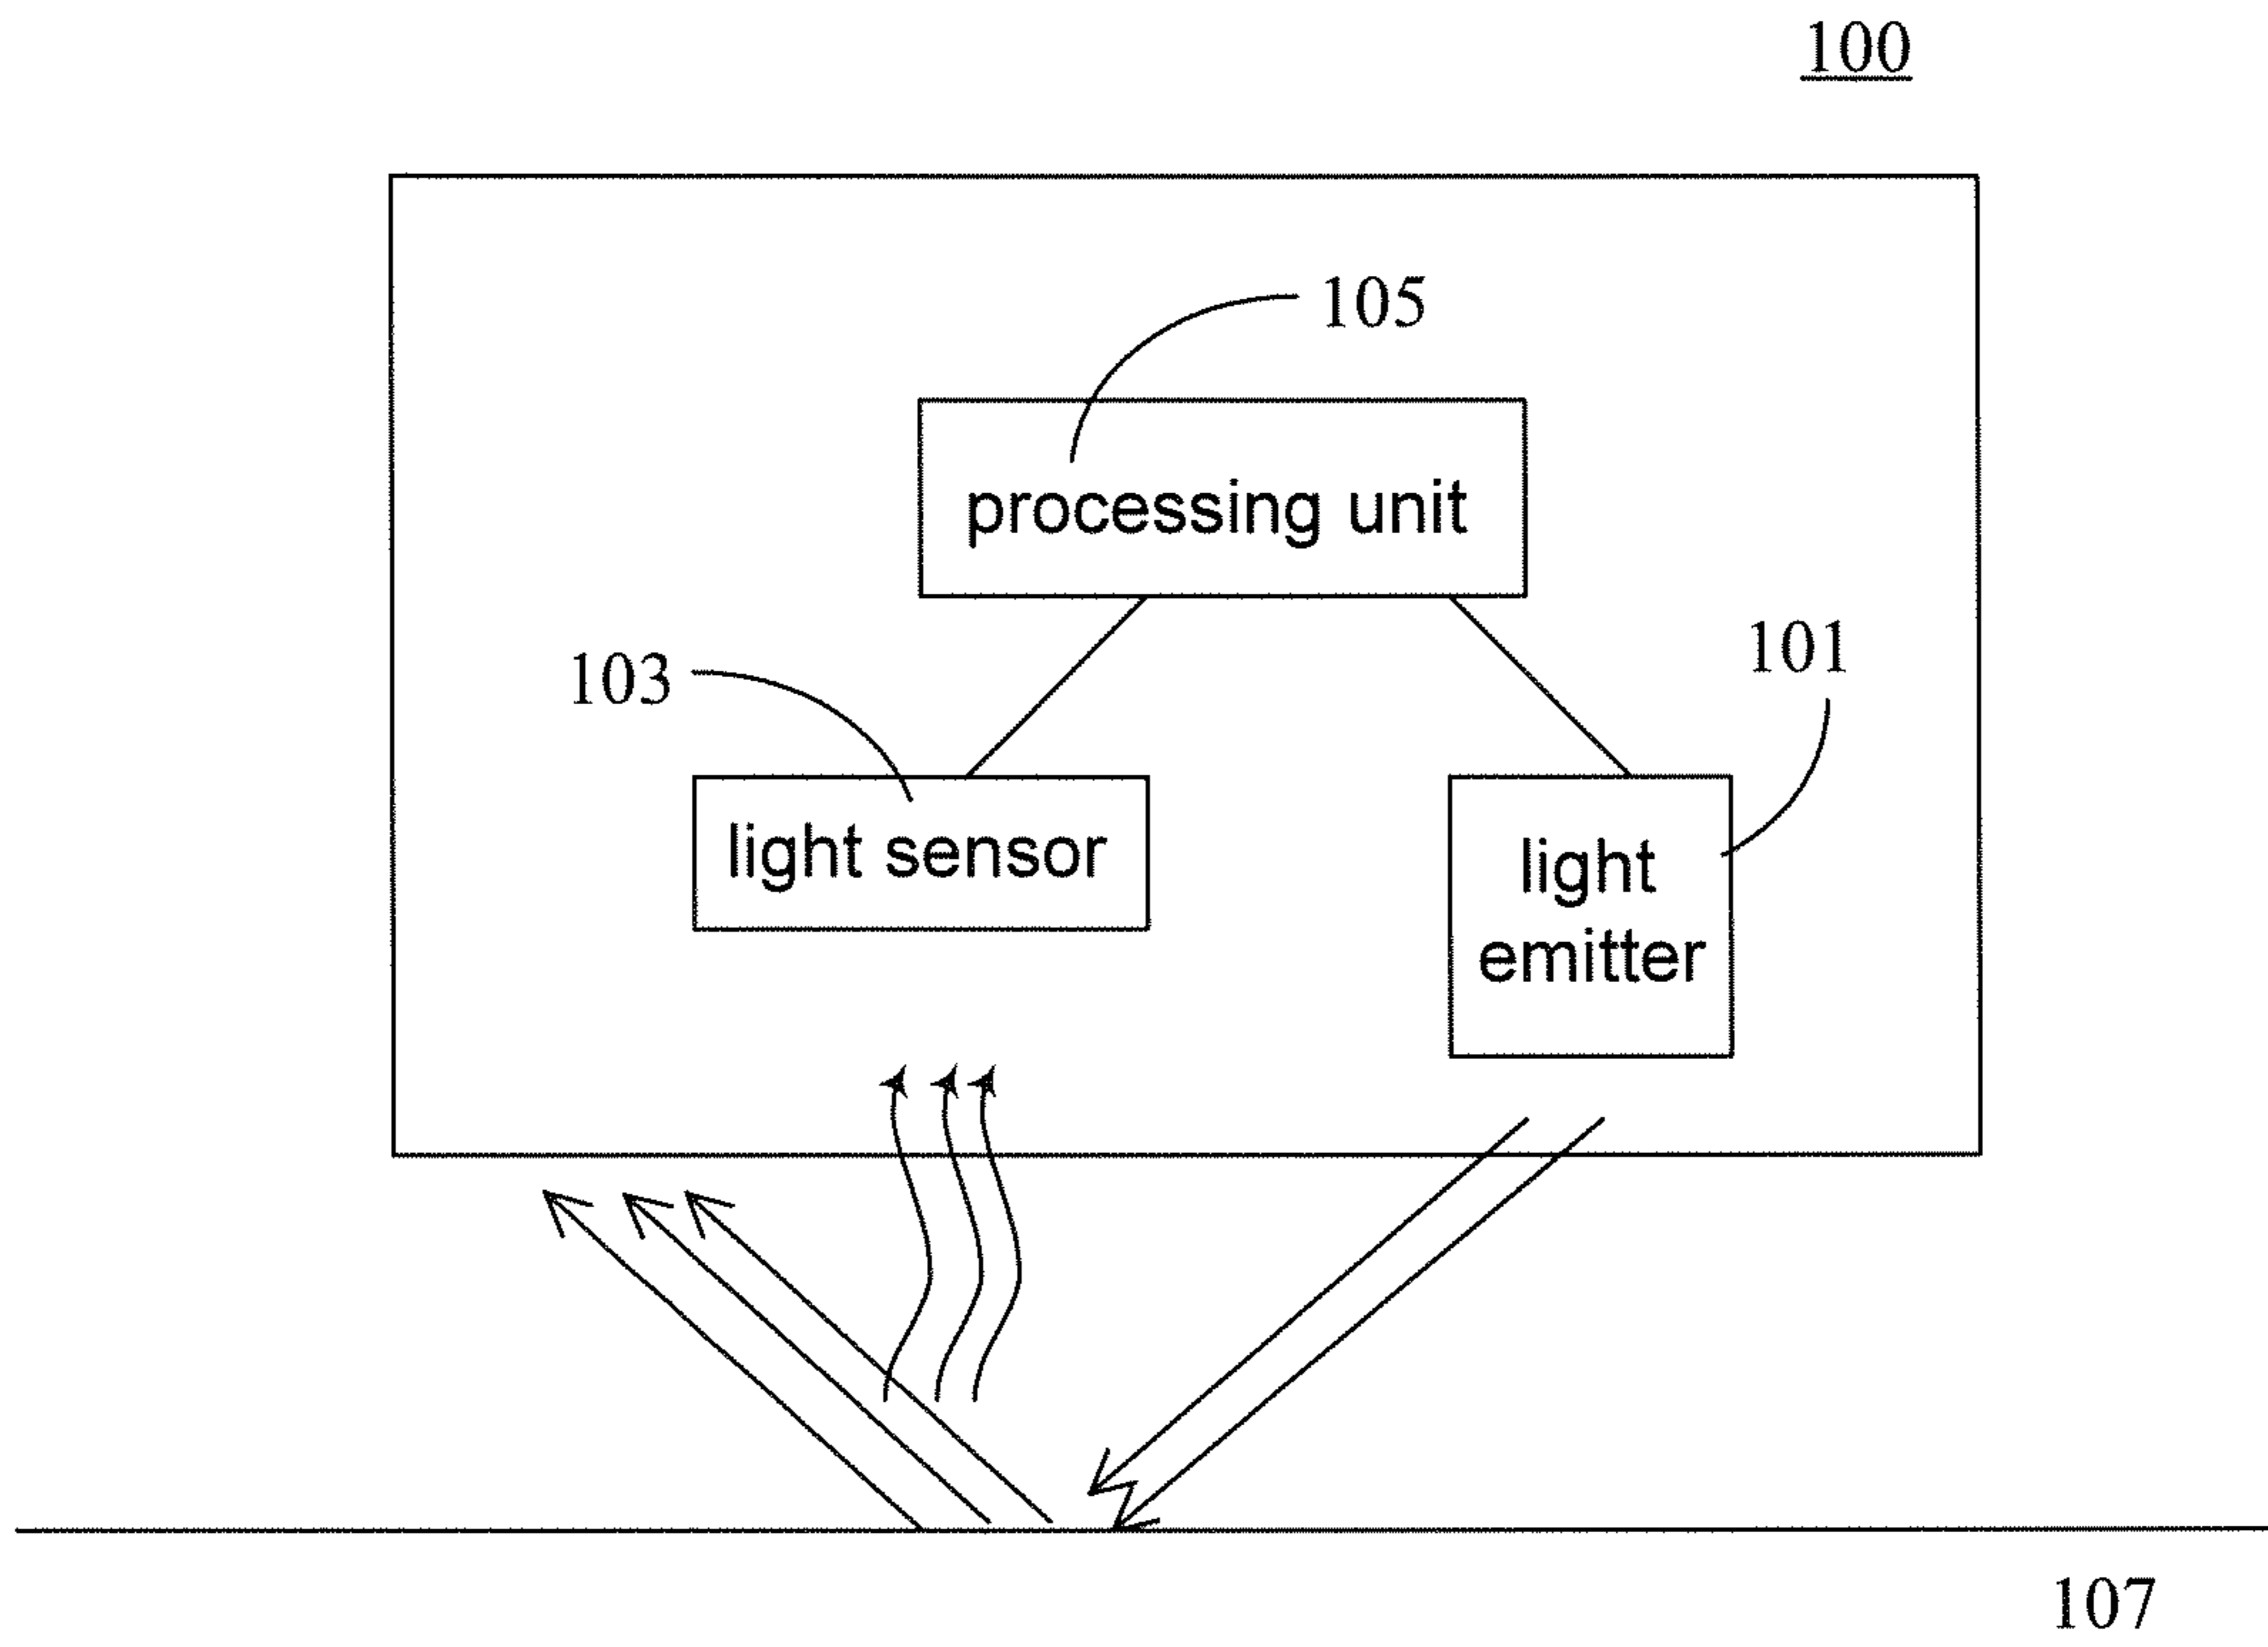 100
105
processing unit
103
101
light sensor
light
emitter
107